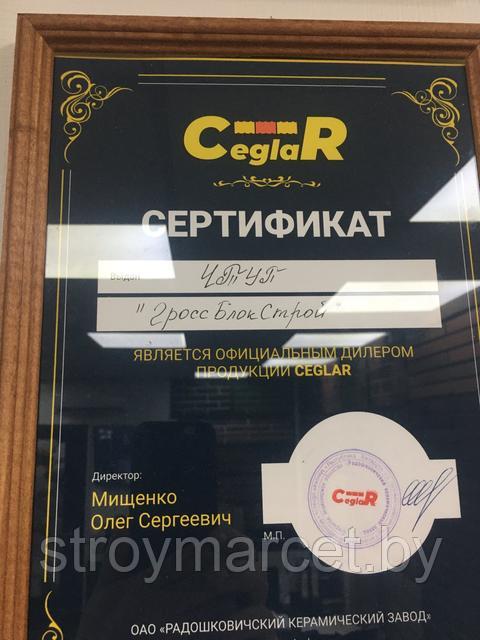 CeglaR
СЕРТИФИКАТ
Выдан ЧТУП
"ГроссБлокСтрой"
ЯВЛЯЕТСЯ ОФИЦИАЛЬНЫМ ДИЛЕРОМ
ПРОДУКЦИИ CEGLAR
Директор:
Мищенко
Олег Сергеевич
М.П.
CeglaR
stroymarcet.by
ОАО «РАДОШКОВИЧСКИЙ КЕРАМИЧЕСКИЙ ЗАВОД»